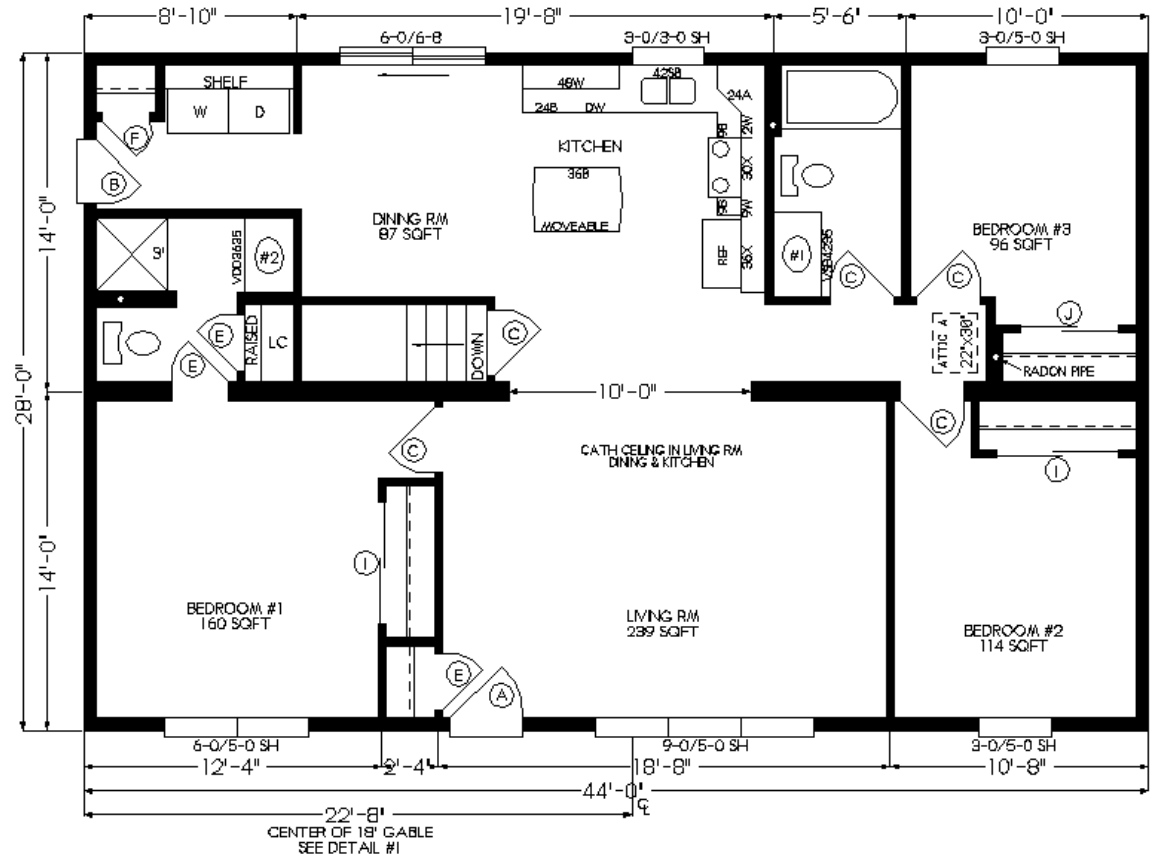 8'-10" 19'-8" 5'-6" 10'-0"
6-0/6-8 3-0/3-0 SH 3-0/5-0 SH
SHELF
W D
48W 42SB
24B DW 24A
F
B
KITCHEN
9B 12W
30X
9B 9W
36B
MOVEABLE
REF 36X
DINING RM
87 SQFT
BEDROOM #3
96 SQFT
14'-0"
28'-0"
3'
VDD3635
#2
#1
VSB4235
C
C
E
E
RAISED
LC
DOWN
C
ATTIC A
22"X30"
J
RADON PIPE
10'-0"
C
C
CATH CEILING IN LIVING RM
DINING & KITCHEN
I
I
14'-0"
BEDROOM #1
160 SQFT
LIVING RM
239 SQFT
BEDROOM #2
114 SQFT
E
A
6-0/5-0 SH 9-0/5-0 SH 3-0/5-0 SH
12'-4" 2'-4" 18'-8" 10'-8"
44'-0"
CL
22'-8"
CENTER OF 18' GABLE
SEE DETAIL #1